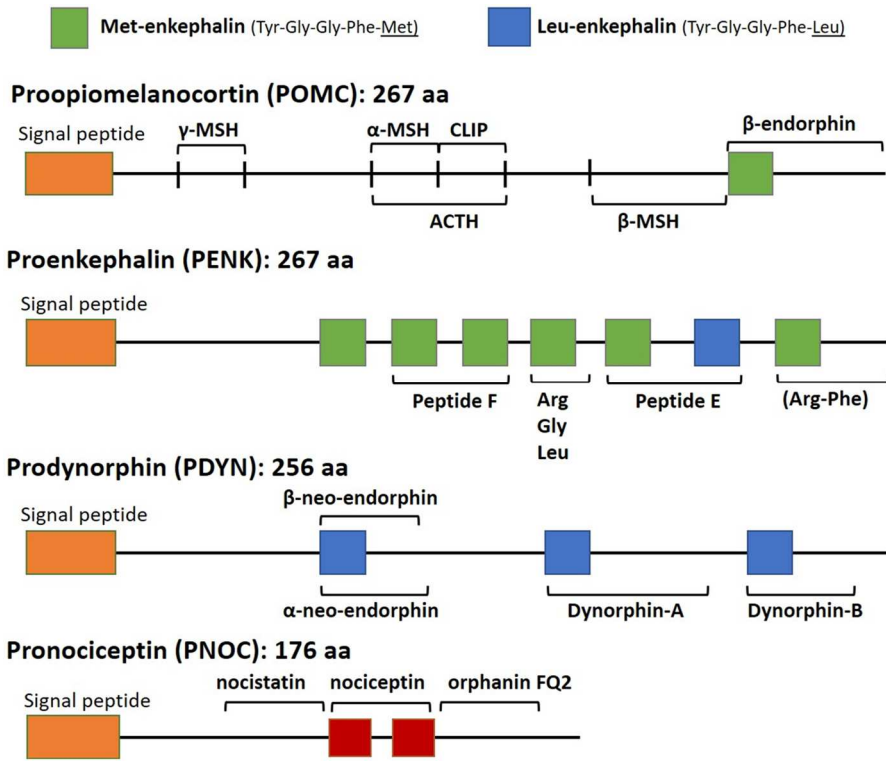 Met-enkephalin (Tyr-Gly-Gly-Phe-Met)
Leu-enkephalin (Tyr-Gly-Gly-Phe-Leu)
Proopiomelanocortin (POMC): 267 aa
Signal peptide
γ-MSH
α-MSH
CLIP
β-endorphin
ACTH
β-MSH
Proenkephalin (PENK): 267 aa
Signal peptide
Peptide F
Arg
Gly
Leu
Peptide E
(Arg-Phe)
Prodynorphin (PDYN): 256 aa
β-neo-endorphin
Signal peptide
α-neo-endorphin
Dynorphin-A
Dynorphin-B
Pronociceptin (PNOC): 176 aa
nocistatin
nociceptin
orphanin FQ2
Signal peptide